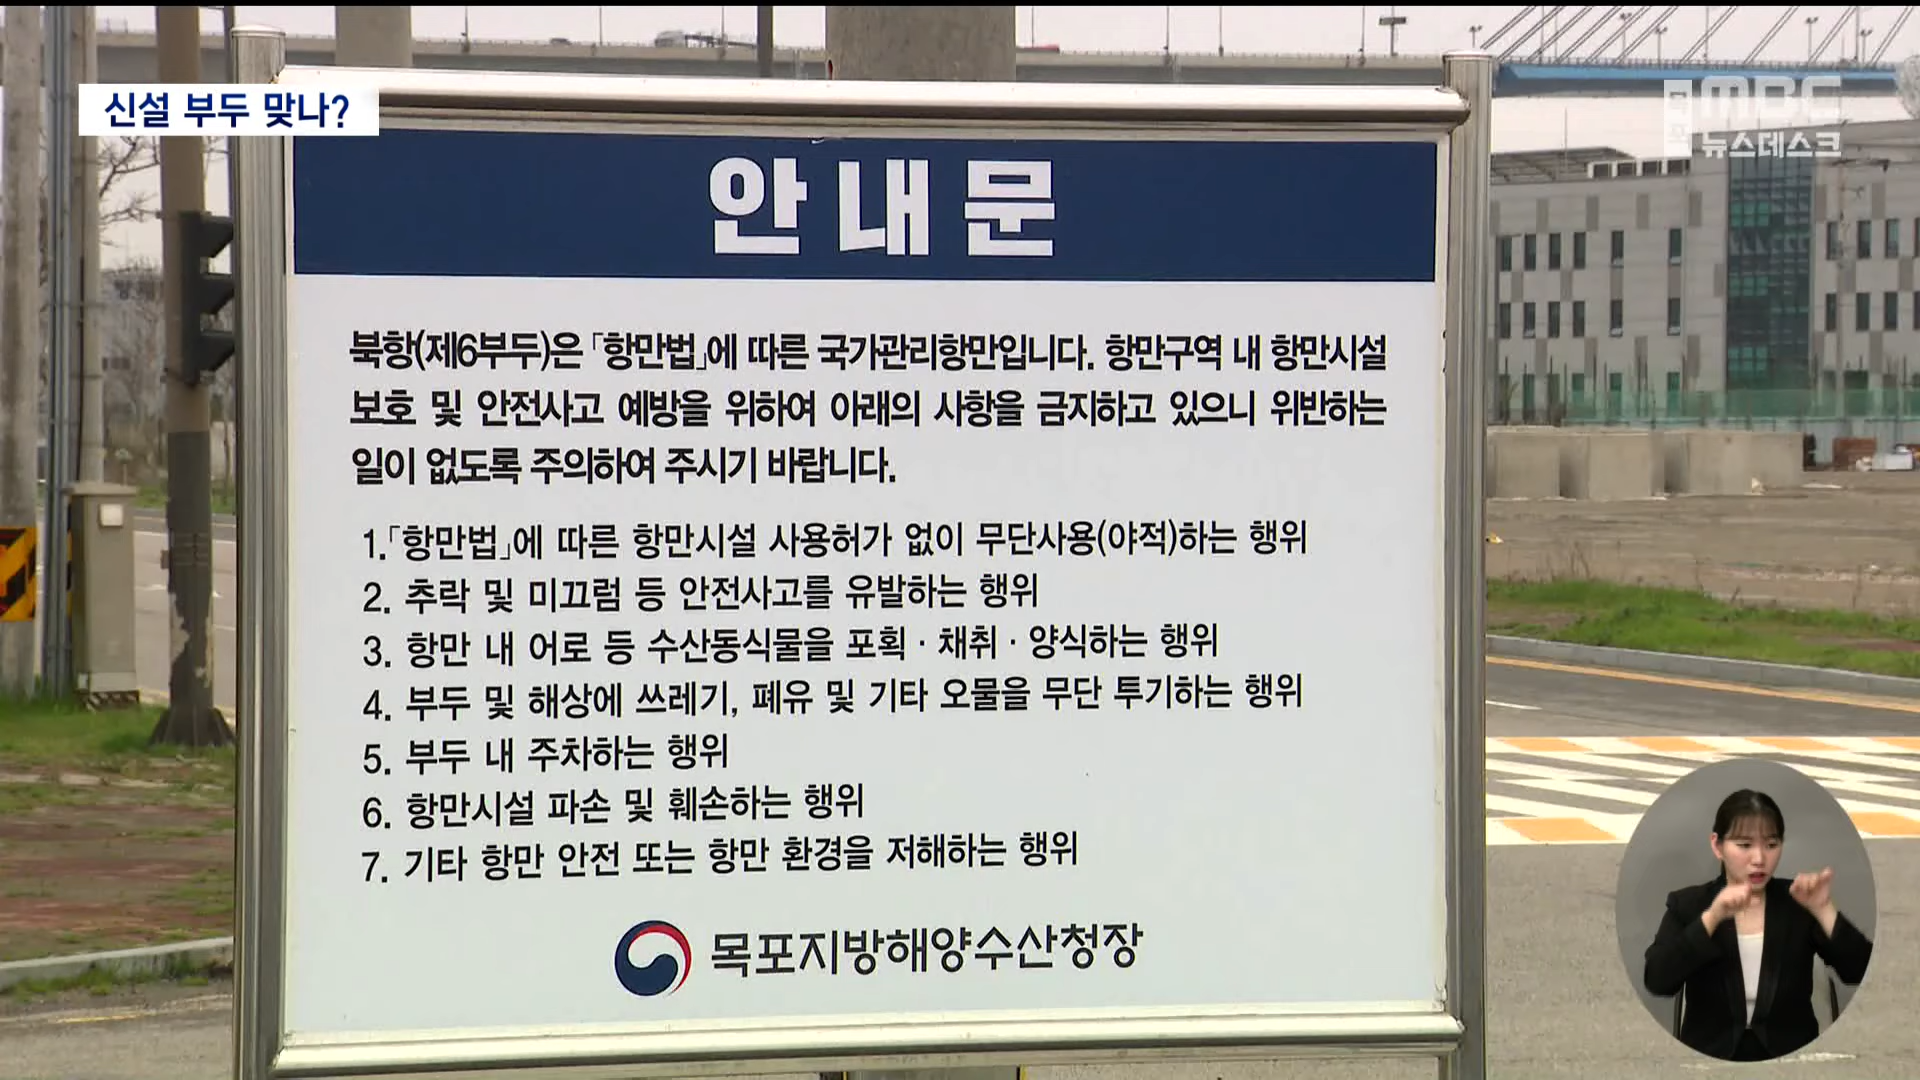 신설 부두 맞나?
목포
MBC
뉴스데스크
안내문
북항(제6부두)은 「항만법」에 따른 국가관리항만입니다. 항만구역 내 항만시설
보호 및 안전사고 예방을 위하여 아래의 사항을 금지하고 있으니 위반하는
일이 없도록 주의하여 주시기 바랍니다.
1.「항만법」에 따른 항만시설 사용허가 없이 무단사용(야적)하는 행위
2. 추락 및 미끄럼 등 안전사고를 유발하는 행위
3. 항만 내 어로 등 수산동식물을 포획 · 채취 · 양식하는 행위
4. 부두 및 해상에 쓰레기, 폐유 및 기타 오물을 무단 투기하는 행위
5. 부두 내 주차하는 행위
6. 항만시설 파손 및 훼손하는 행위
7. 기타 항만 안전 또는 항만 환경을 저해하는 행위
목포지방해양수산청장